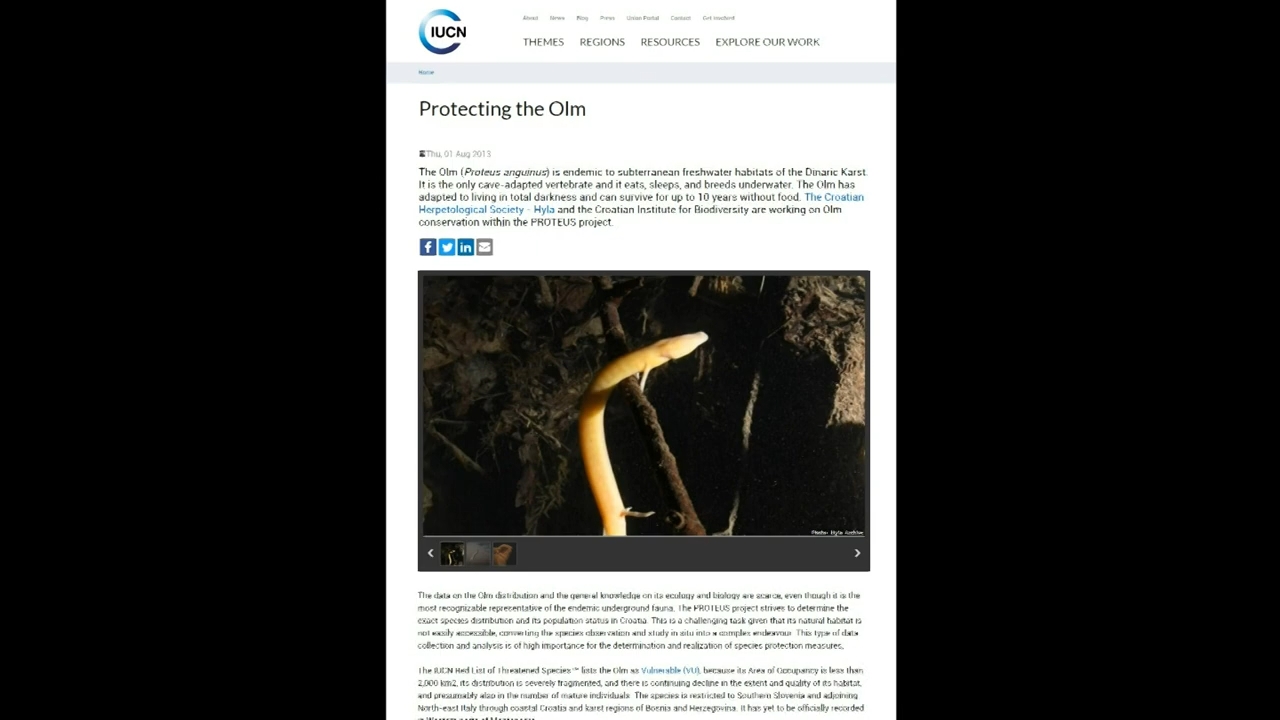 IUCN
About News Blog Press Union Portal Contact Get involved
THEMES REGIONS RESOURCES EXPLORE OUR WORK
Home
Protecting the Olm
Thu, 01 Aug 2013
The Olm (Proteus anguinus) is endemic to subterranean freshwater habitats of the Dinaric Karst.
It is the only cave-adapted vertebrate and it eats, sleeps, and breeds underwater. The Olm has
adapted to living in total darkness and can survive for up to 10 years without food. The Croatian
Herpetological Society - Hyla and the Croatian Institute for Biodiversity are working on Olm
conservation within the PROTEUS project.
Photo: Hyla Archive
The data on the Olm distribution and the general knowledge on its ecology and biology are scarce, even though it is the
most recognizable representative of the endemic underground fauna. The PROTEUS project strives to determine the
exact species distribution and its population status in Croatia. This is a challenging task given that its natural habitat is
not easily accessible, converting the species observation and study in situ into a complex endeavour. This type of data
collection and analysis is of high importance for the determination and realization of species protection measures.
The IUCN Red List of Threatened Species™ lists the Olm as Vulnerable (VU), because its Area of Occupancy is less than
2,000 km2, its distribution is severely fragmented, and there is continuing decline in the extent and quality of its habitat,
and presumably also in the number of mature individuals. The species is restricted to Southern Slovenia and adjoining
North-east Italy through coastal Croatia and karst regions of Bosnia and Herzegovina. It has yet to be officially recorded